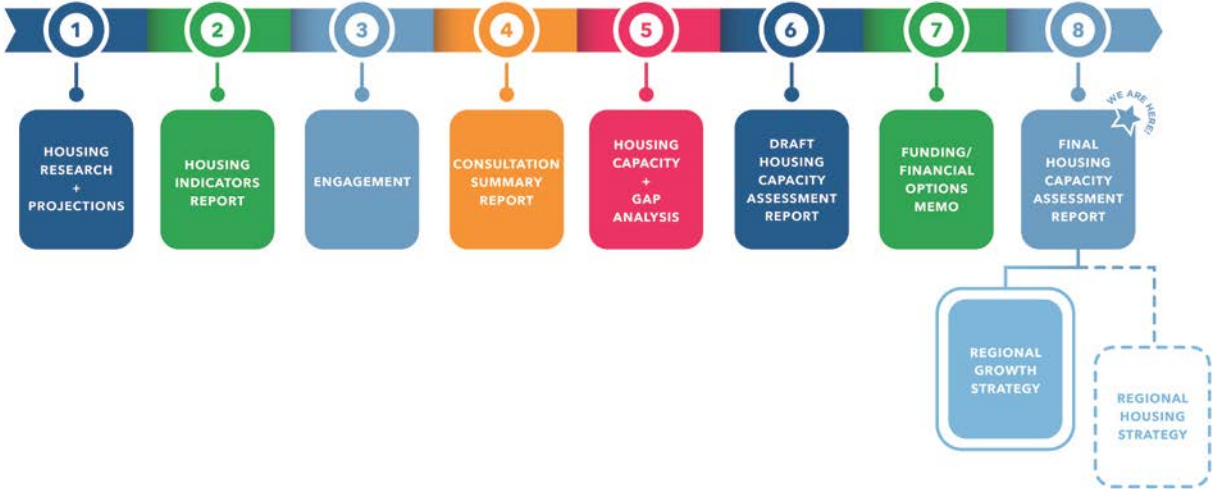 1
2
3
4
5
6
7
8
WE ARE HERE!
HOUSING
RESEARCH
+
PROJECTIONS
HOUSING
INDICATORS
REPORT
ENGAGEMENT
CONSULTATION
SUMMARY
REPORT
HOUSING
CAPACITY
+
GAP
ANALYSIS
DRAFT
HOUSING
CAPACITY
ASSESSMENT
REPORT
FUNDING/
FINANCIAL
OPTIONS
MEMO
FINAL
HOUSING
CAPACITY
ASSESSMENT
REPORT
REGIONAL
GROWTH
STRATEGY
REGIONAL
HOUSING
STRATEGY